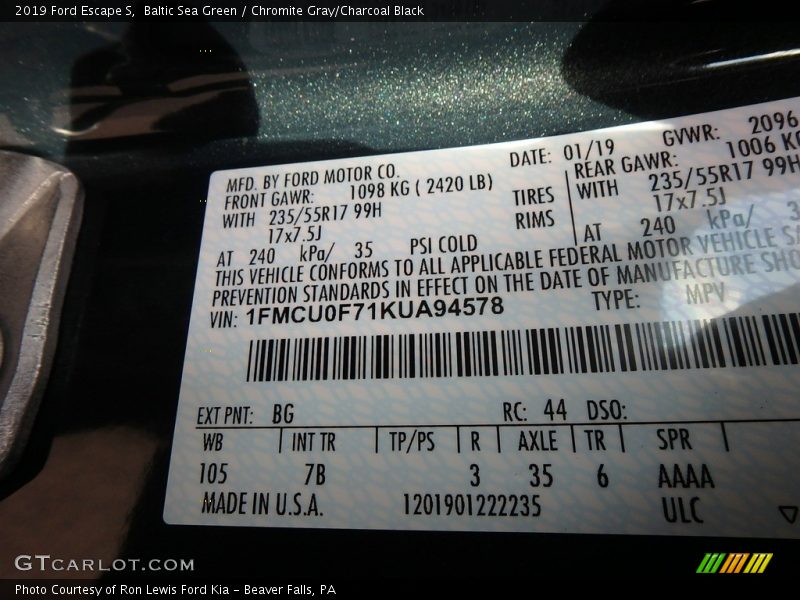 2019 Ford Escape S, Baltic Sea Green / Chromite Gray/Charcoal Black
MFD. BY FORD MOTOR CO.
DATE: 01/19
GVWR: 2096
FRONT GAWR: 1098 KG ( 2420 LB)
REAR GAWR: 1006 KG
WITH 235/55R17 99H
TIRES
WITH 235/55R17 99H
17x7.5J
RIMS
17x7.5J
AT 240 kPa/ 35 PSI COLD
AT 240 kPa/ 3
THIS VEHICLE CONFORMS TO ALL APPLICABLE FEDERAL MOTOR VEHICLE SA
PREVENTION STANDARDS IN EFFECT ON THE DATE OF MANUFACTURE SHO
VIN: 1FMCU0F71KUA94578
TYPE: MPV
EXT PNT: BG RC: 44 DSO:
WB INT TR TP/PS R AXLE TR SPR
105 7B 3 35 6 AAAA
MADE IN U.S.A. 1201901222235 ULC
GTCARLOT.COM
Photo Courtesy of Ron Lewis Ford Kia - Beaver Falls, PA